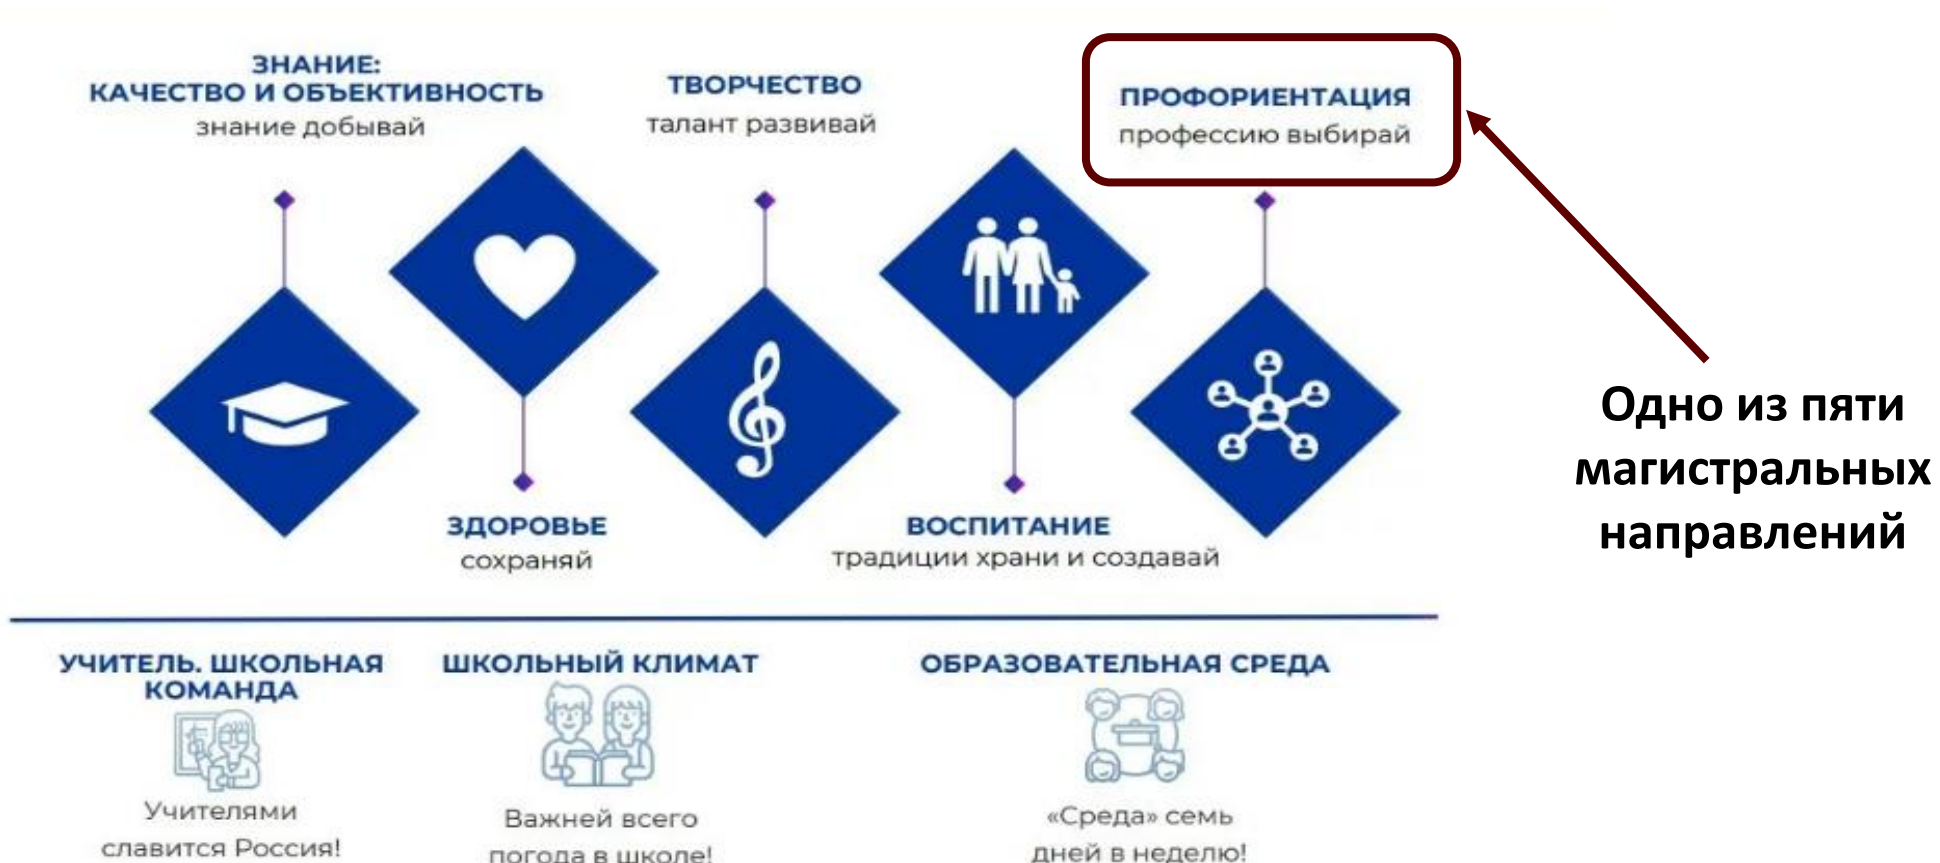 ЗНАНИЕ:
КАЧЕСТВО И ОБЪЕКТИВНОСТЬ
знание добывай
ТВОРЧЕСТВО
талант развивай
ПРОФОРИЕНТАЦИЯ
профессию выбирай
Одно из пяти
магистральных
направлений
ЗДОРОВЬЕ
сохраняй
ВОСПИТАНИЕ
традиции храни и создавай
УЧИТЕЛЬ. ШКОЛЬНАЯ
КОМАНДА
Учителями
славится Россия!
ШКОЛЬНЫЙ КЛИМАТ
Важней всего
погода в школе!
ОБРАЗОВАТЕЛЬНАЯ СРЕДА
«Среда» семь
дней в неделю!